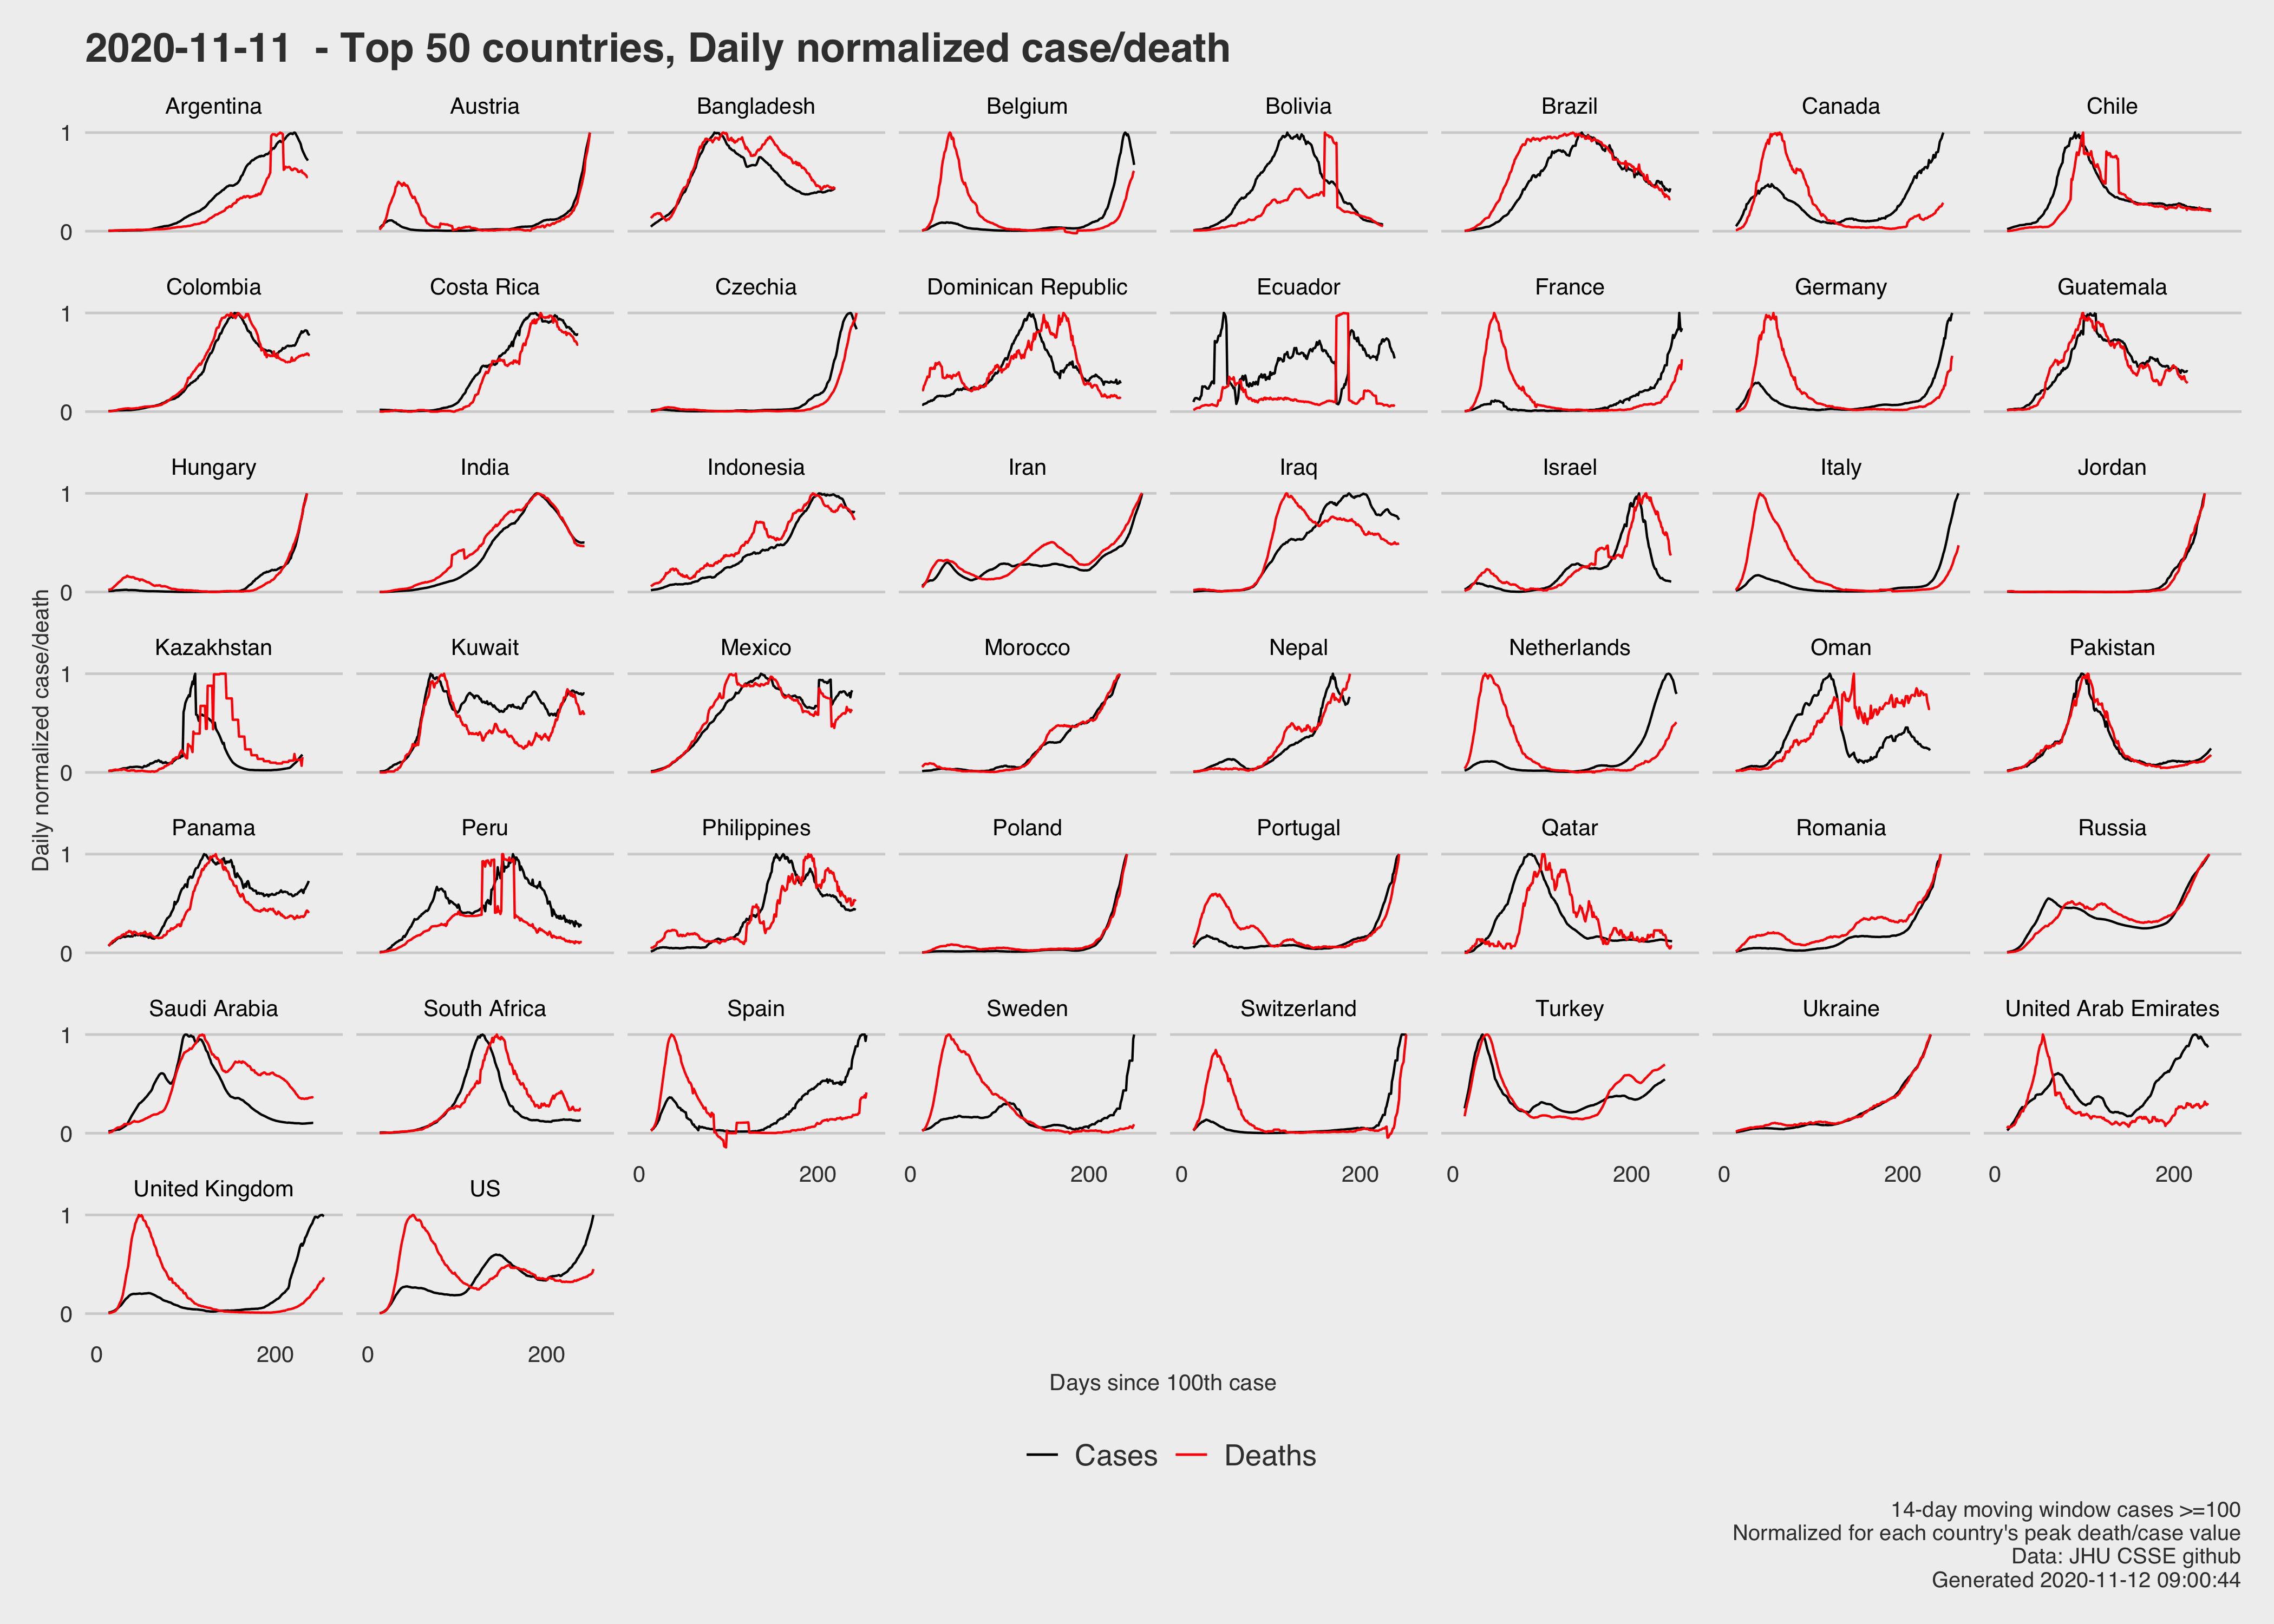 2020-11-11  - Top 50 countries, Daily normalized case/death
Argentina Austria Bangladesh Belgium Bolivia Brazil Canada Chile
1
0
Colombia Costa Rica Czechia Dominican Republic Ecuador France Germany Guatemala
1
0
Hungary India Indonesia Iran Iraq Israel Italy Jordan
1
0
Daily normalized case/death
Kazakhstan Kuwait Mexico Morocco Nepal Netherlands Oman Pakistan
1
0
Panama Peru Philippines Poland Portugal Qatar Romania Russia
1
0
Saudi Arabia South Africa Spain Sweden Switzerland Turkey Ukraine United Arab Emirates
1
0
0 200 0 200 0 200 0 200 0 200 0 200
United Kingdom US
1
0
0 200 0 200
Days since 100th case
Cases Deaths
14-day moving window cases >=100
Normalized for each country's peak death/case value
Data: JHU CSSE github
Generated 2020-11-12 09:00:44